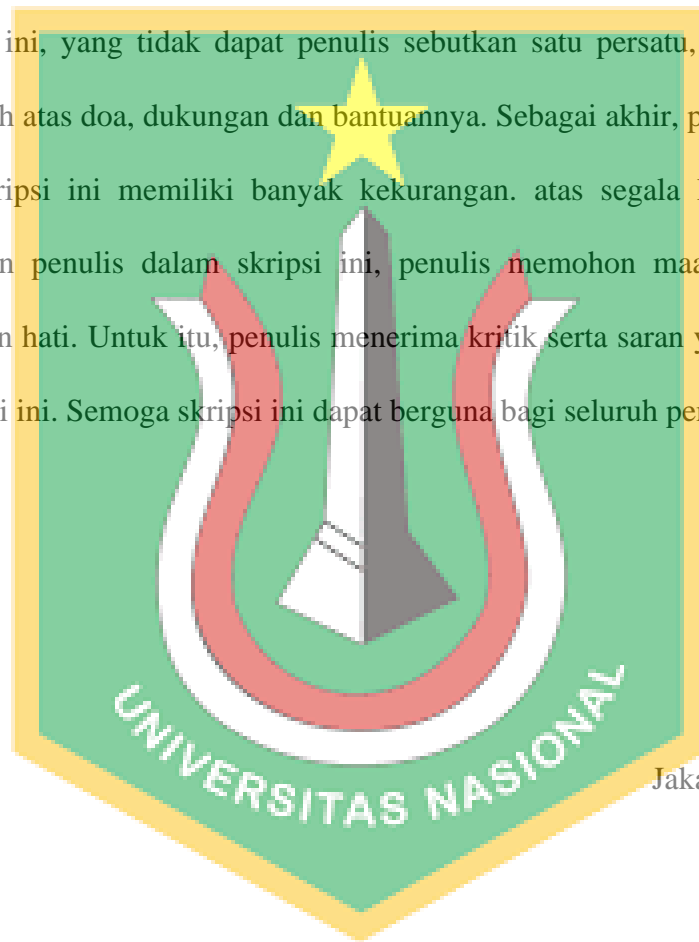 ini, yang tidak dapat penulis sebutkan satu persatu,
h atas doa, dukungan dan bantuannya. Sebagai akhir, p
ripsi ini memiliki banyak kekurangan. atas segala
n penulis dalam skripsi ini, penulis memohon maa
n hati. Untuk itu, penulis menerima kritik serta saran y
i ini. Semoga skripsi ini dapat berguna bagi seluruh pe
UNIVERSITAS NASIONAL
Jaka